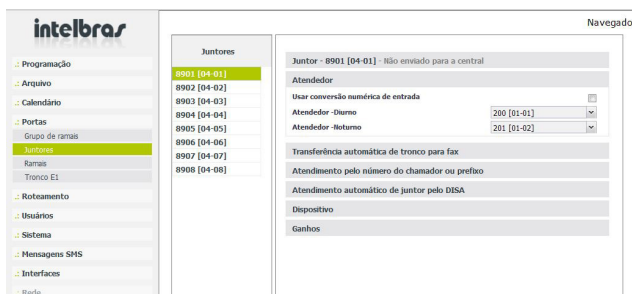 intelbras
Navegado
.: Programação
.: Arquivo
.: Calendário
.: Portas
Grupo de ramais
Juntores
Ramais
Tronco E1
.: Roteamento
.: Usuários
.: Sistema
.: Mensagens SMS
.: Interfaces
.: Rede
Juntores
8901 [04-01]
8902 [04-02]
8903 [04-03]
8904 [04-04]
8905 [04-05]
8906 [04-06]
8907 [04-07]
8908 [04-08]
Juntor - 8901 [04-01] - Não enviado para a central
Atendedor
Usar conversão numérica de entrada
Atendedor -Diurno 200 [01-01]
Atendedor -Noturno 201 [01-02]
Transferência automática de tronco para fax
Atendimento pelo número do chamador ou prefixo
Atendimento automático de juntor pelo DISA
Dispositivo
Ganhos